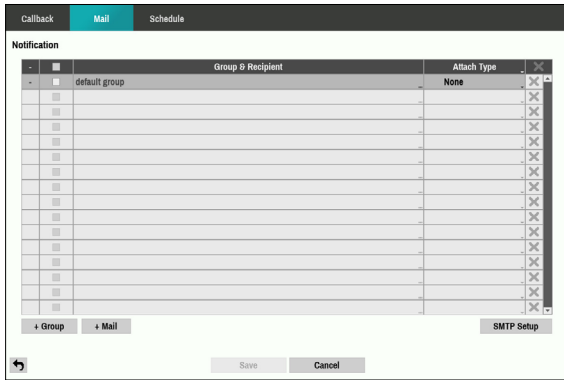 Callback Mail Schedule
Notification
- Group & Recipient Attach Type
- default group None
+ Group + Mail SMTP Setup
Save Cancel